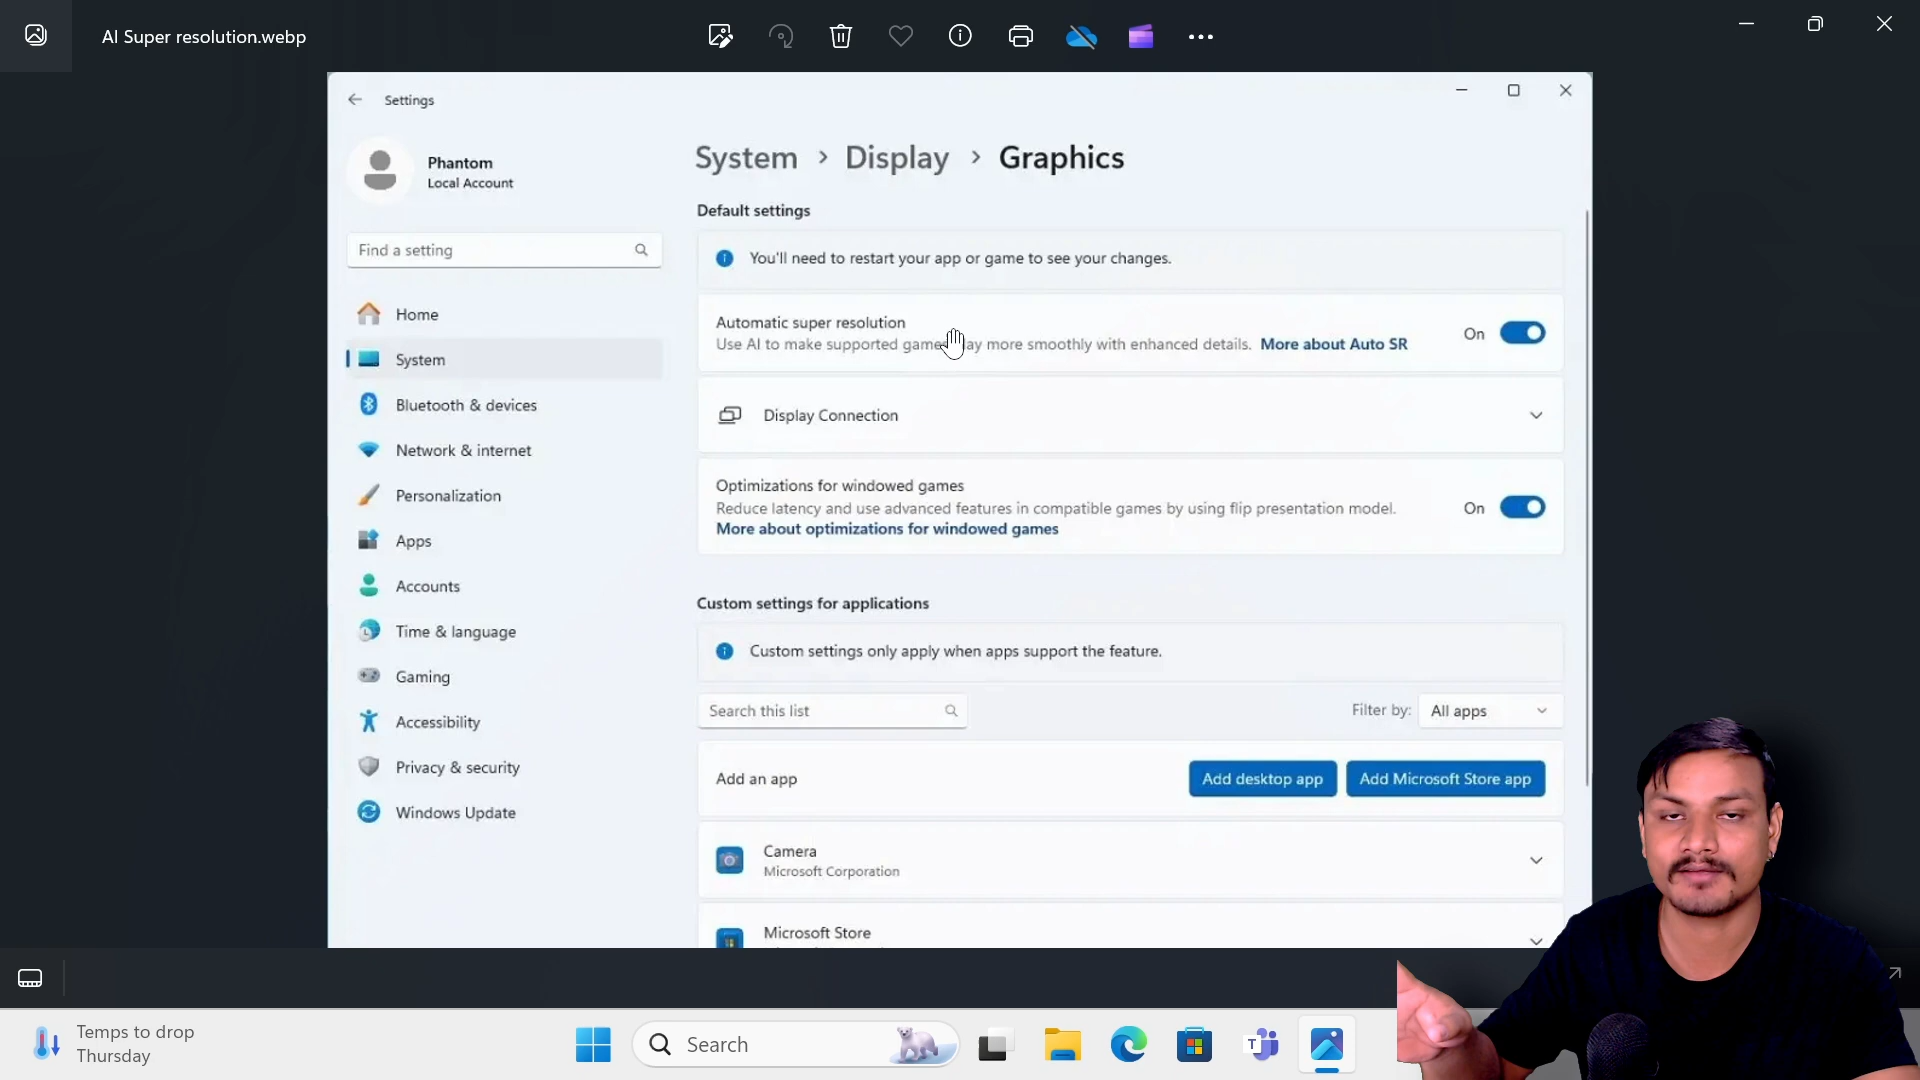 AI Super resolution.webp
Settings
Phantom
Local Account
Find a setting
Home
System
Bluetooth & devices
Network & internet
Personalization
Apps
Accounts
Time & language
Gaming
Accessibility
Privacy & security
Windows Update
System > Display > Graphics
Default settings
You'll need to restart your app or game to see your changes.
Automatic super resolution
Use AI to make supported game lay more smoothly with enhanced details. More about Auto SR
On
Display Connection
Optimizations for windowed games
Reduce latency and use advanced features in compatible games by using flip presentation model.
More about optimizations for windowed games
On
Custom settings for applications
Custom settings only apply when apps support the feature.
Search this list
Filter by: All apps
Add an app
Add desktop app
Add Microsoft Store app
Camera
Microsoft Corporation
Microsoft Store
Temps to drop
Thursday
Search